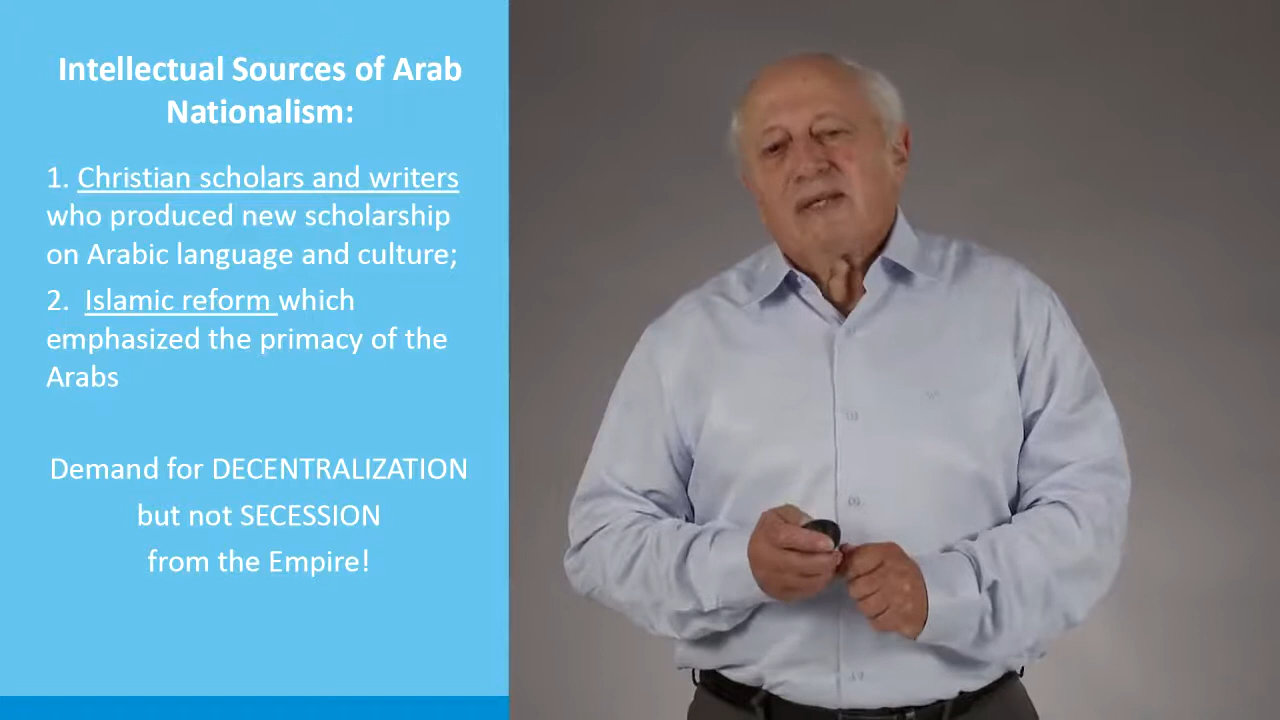 Intellectual Sources of Arab
Nationalism:
1. Christian scholars and writers
who produced new scholarship
on Arabic language and culture;
2. Islamic reform which
emphasized the primacy of the
Arabs
Demand for DECENTRALIZATION
but not SECESSION
from the Empire!